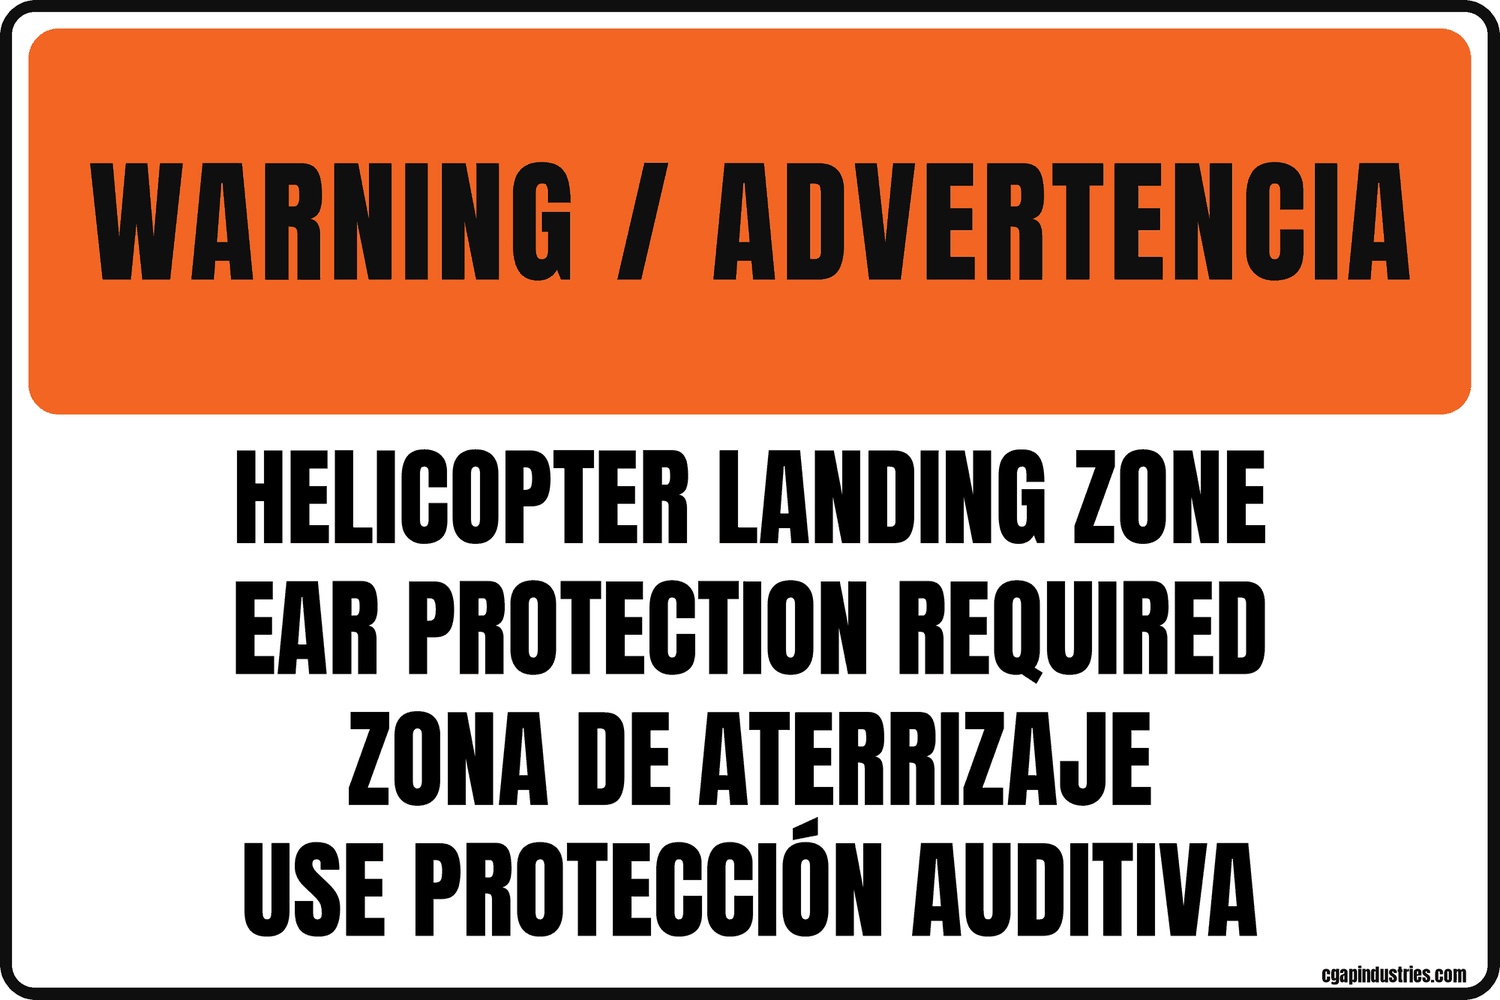 WARNING / ADVERTENCIA
HELICOPTER LANDING ZONE
EAR PROTECTION REQUIRED
ZONA DE ATERRIZAJE
USE PROTECCIÓN AUDITIVA
cgapindustries.com